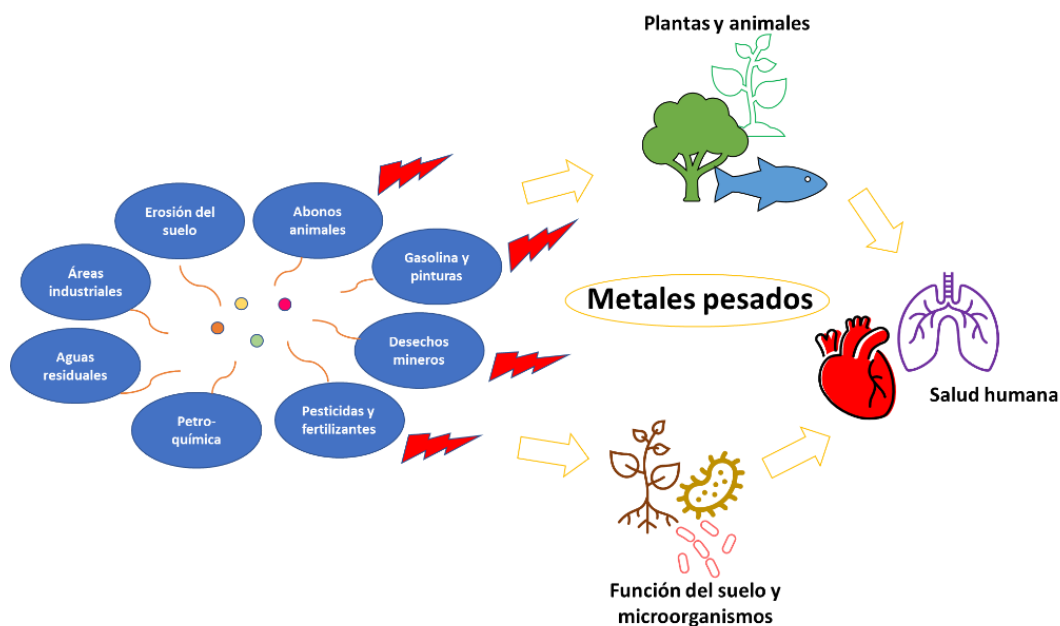 Plantas y animales
Erosión del
suelo
Abonos
animales
Áreas
industriales
Gasolina y
pinturas
Metales pesados
Aguas
residuales
Desechos
mineros
Petro-
química
Pesticidas y
fertilizantes
Salud humana
Función del suelo y
microorganismos